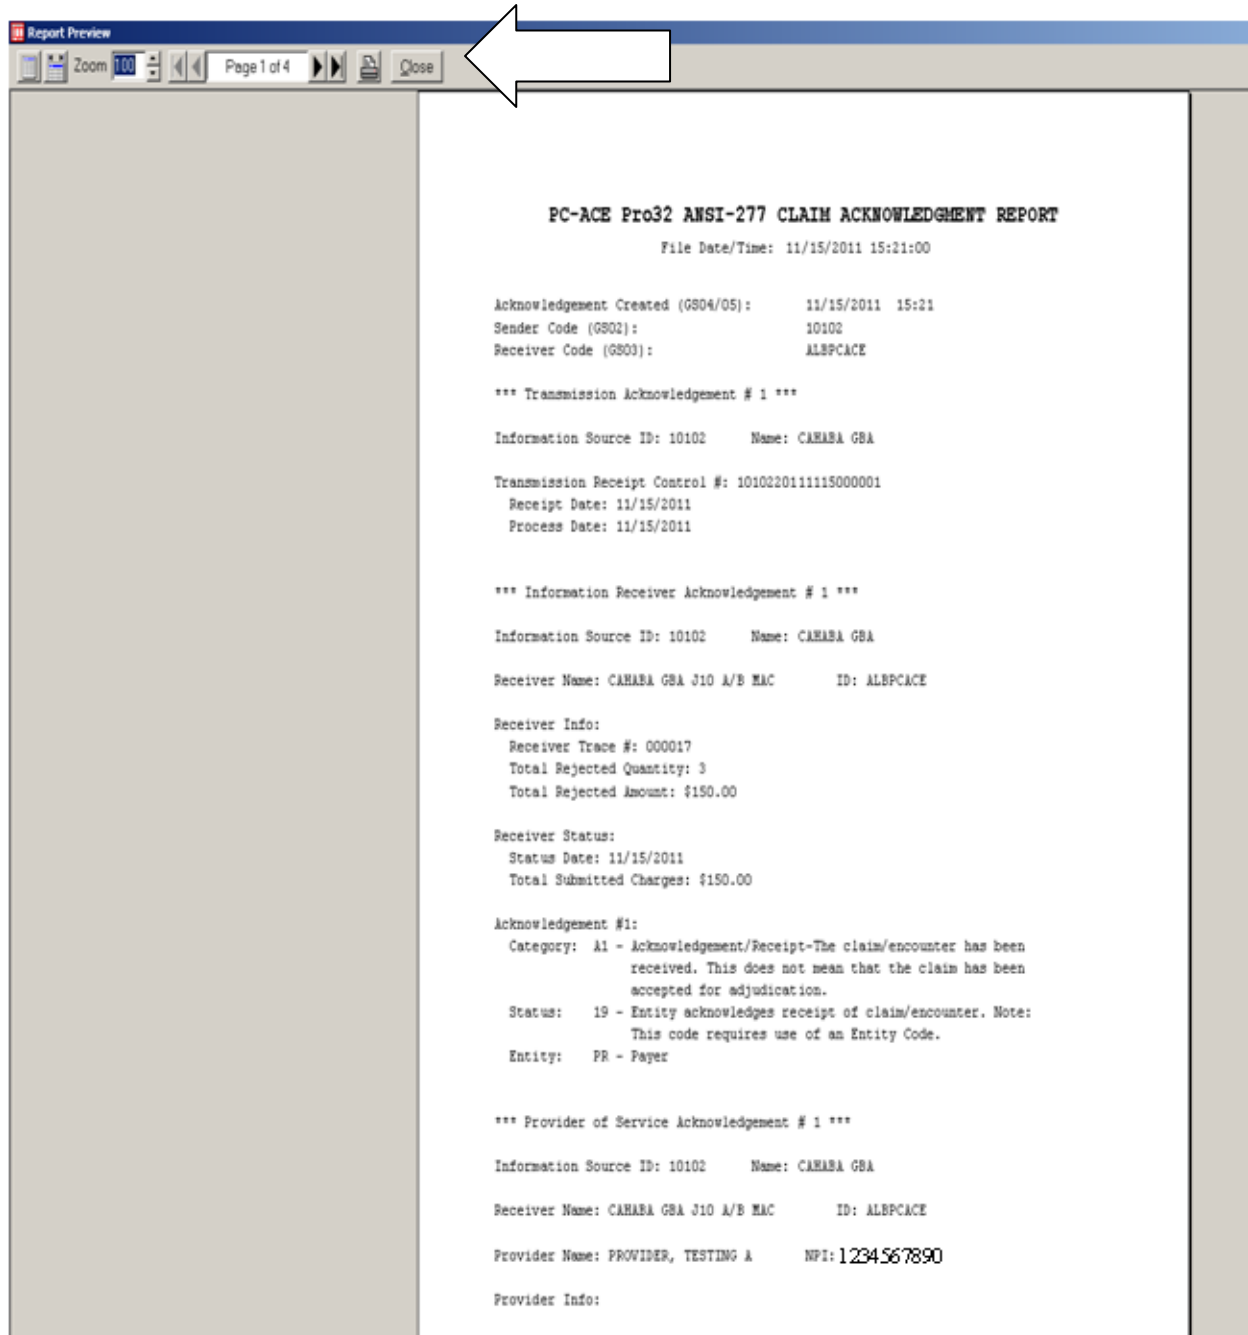 Report Preview
Zoom 100 Page 1 of 4 Close
PC-ACE Pro32 ANSI-277 CLAIM ACKNOWLEDGMENT REPORT
File Date/Time: 11/15/2011 15:21:00
Acknowledgement Created (GS04/05): 11/15/2011 15:21
Sender Code (GS02): 10102
Receiver Code (GS03): ALBPCACE
*** Transmission Acknowledgement # 1 ***
Information Source ID: 10102 Name: CAHABA GBA
Transmission Receipt Control #: 1010220111115000001
Receipt Date: 11/15/2011
Process Date: 11/15/2011
*** Information Receiver Acknowledgement # 1 ***
Information Source ID: 10102 Name: CAHABA GBA
Receiver Name: CAHABA GBA J10 A/B MAC ID: ALBPCACE
Receiver Info:
Receiver Trace #: 000017
Total Rejected Quantity: 3
Total Rejected Amount: $150.00
Receiver Status:
Status Date: 11/15/2011
Total Submitted Charges: $150.00
Acknowledgement #1:
Category: A1 - Acknowledgement/Receipt-The claim/encounter has been
received. This does not mean that the claim has been
accepted for adjudication.
Status: 19 - Entity acknowledges receipt of claim/encounter. Note:
This code requires use of an Entity Code.
Entity: PR - Payer
*** Provider of Service Acknowledgement # 1 ***
Information Source ID: 10102 Name: CAHABA GBA
Receiver Name: CAHABA GBA J10 A/B MAC ID: ALBPCACE
Provider Name: PROVIDER, TESTING A NPI: 1234567890
Provider Info: